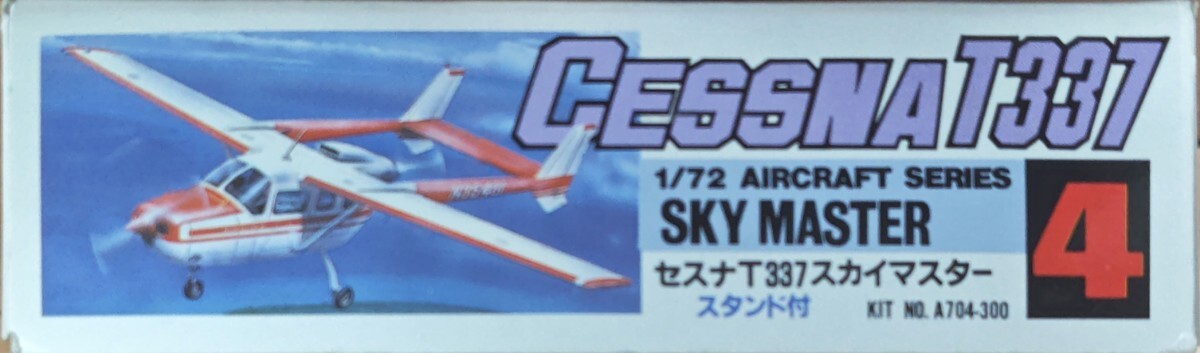 CESSNA T337
1/72 AIRCRAFT SERIES
SKY MASTER
4
セスナT337スカイマスター
スタンド付
KIT NO. A704-300